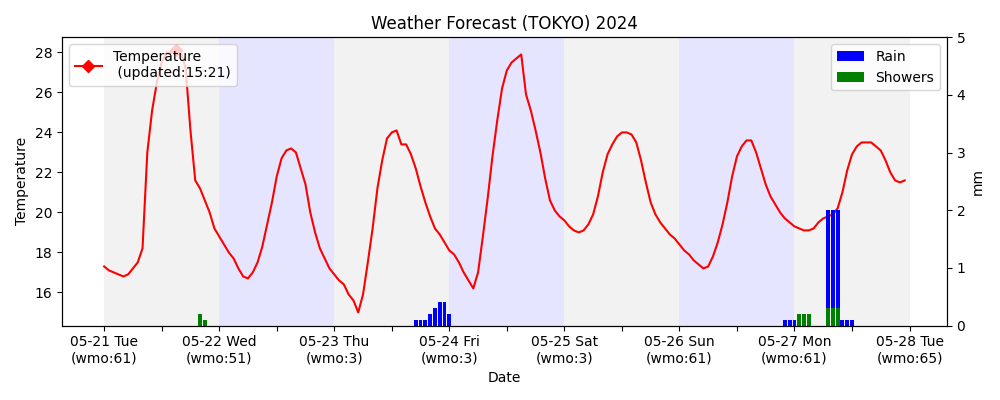 Weather Forecast (TOKYO) 2024
Temperature
(updated:15:21)
Rain
Showers
28
26
24
22
20
18
16
Temperature
5
4
3
2
1
0
mm
05-21 Tue
(wmo:61)
05-22 Wed
(wmo:51)
05-23 Thu
(wmo:3)
05-24 Fri
(wmo:3)
05-25 Sat
(wmo:3)
05-26 Sun
(wmo:61)
05-27 Mon
(wmo:61)
05-28 Tue
(wmo:65)
Date